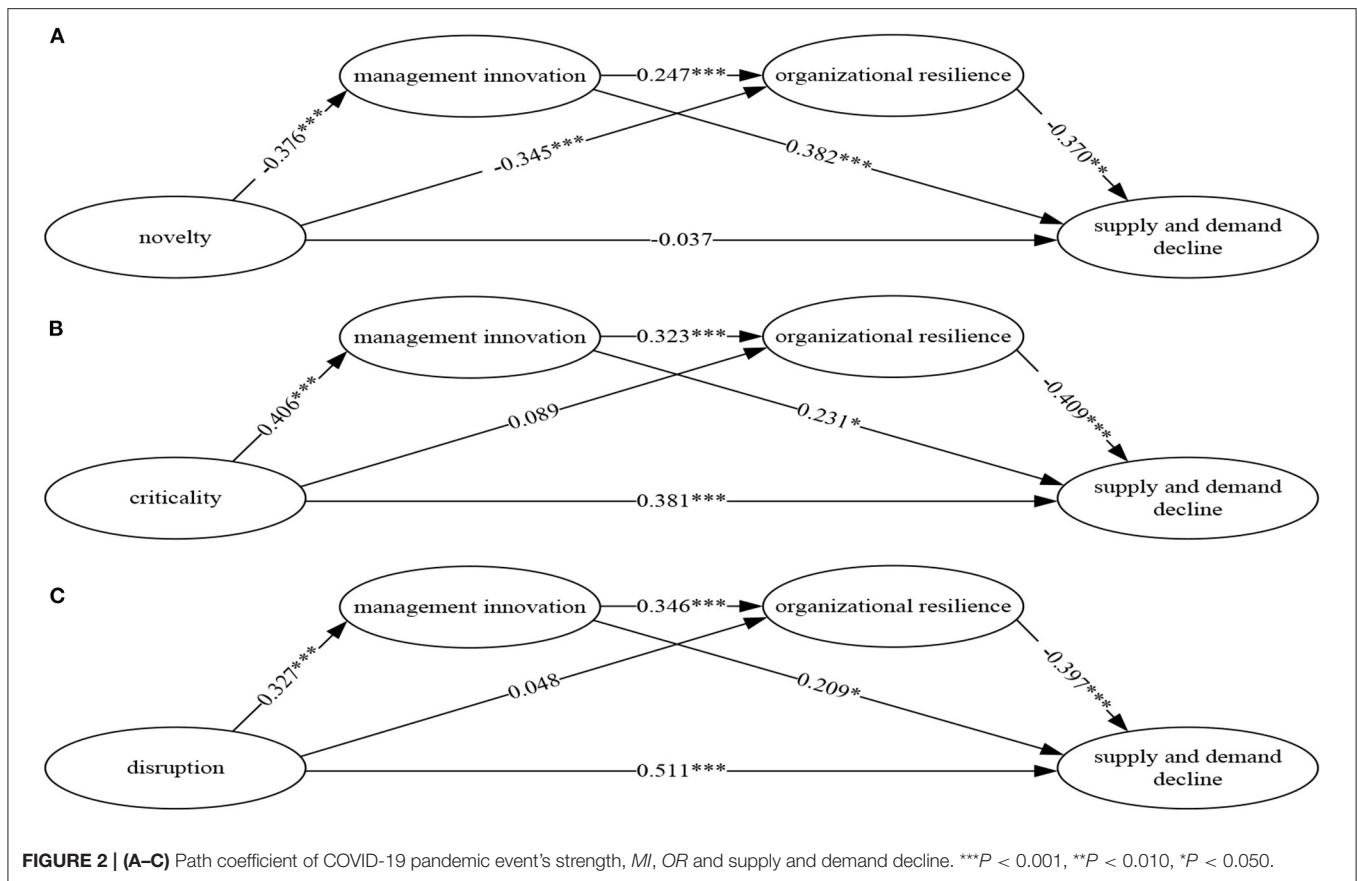 A
management innovation
0.247***
organizational resilience
-0.376***
-0.345***
0.382***
-0.370**
novelty
-0.037
supply and demand
decline
B
management innovation
0.323***
organizational resilience
0.406***
0.089
0.231*
-0.409***
criticality
0.381***
supply and demand
decline
C
management innovation
0.346***
organizational resilience
0.327***
0.048
0.209*
-0.397***
disruption
0.511***
supply and demand
decline
FIGURE 2 | (A–C) Path coefficient of COVID-19 pandemic event's strength, MI, OR and supply and demand decline. ***P < 0.001, **P < 0.010, *P < 0.050.